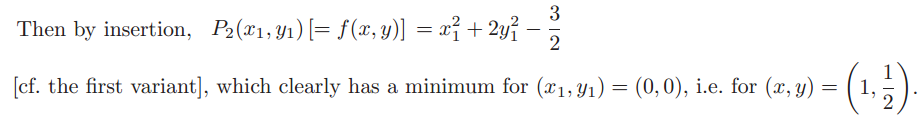 Then by insertion, P₂(x₁, y₁) [= f(x, y)] = x₁² + 2y₁² − 3/2
[cf. the first variant], which clearly has a minimum for (x₁, y₁) = (0, 0), i.e. for (x, y) = (1, 1/2).